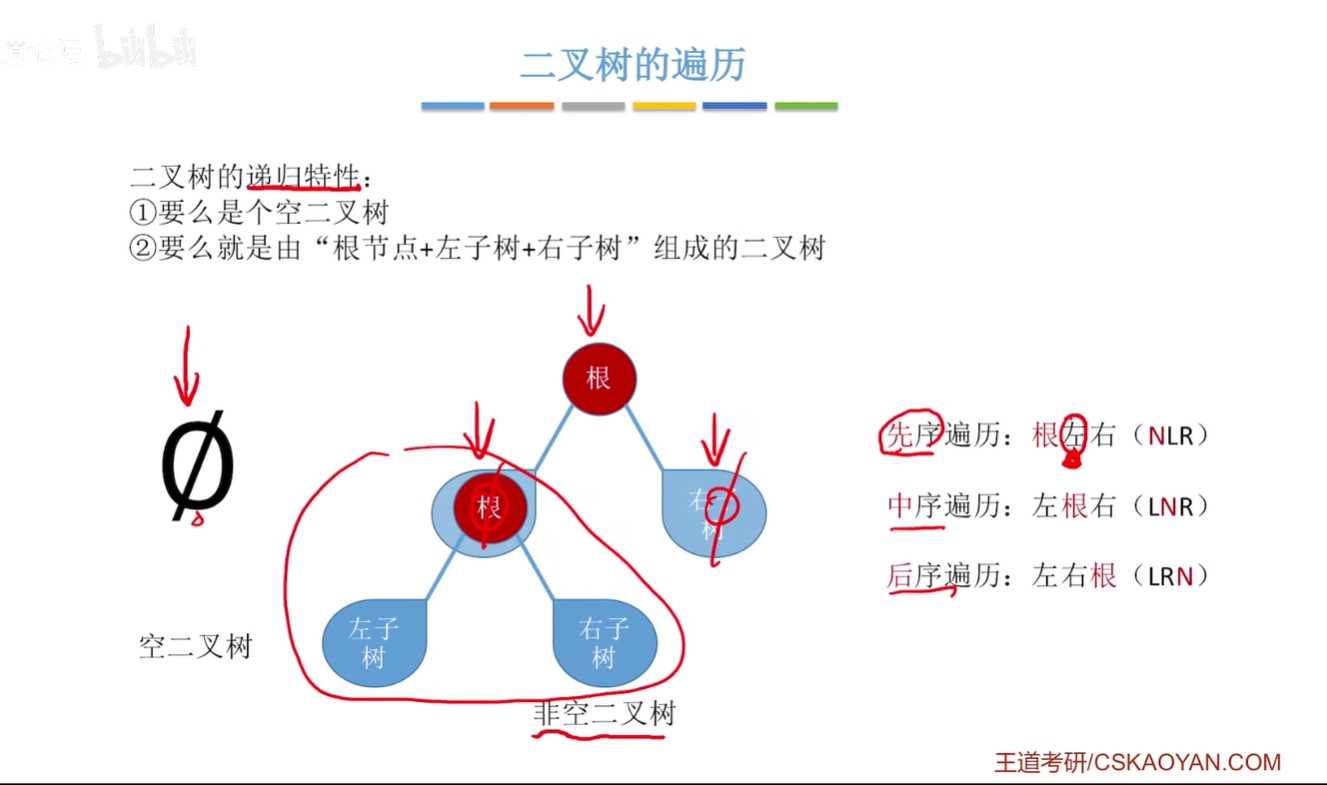 bilibili
二叉树的遍历
二叉树的递归特性：
①要么是个空二叉树
②要么就是由“根节点+左子树+右子树”组成的二叉树
根
根
右子
树
左子
树
右子
树
∅
空二叉树
非空二叉树
先序遍历：根左右（NLR）
中序遍历：左根右（LNR）
后序遍历：左右根（LRN）
王道考研/CSKAOYAN.COM